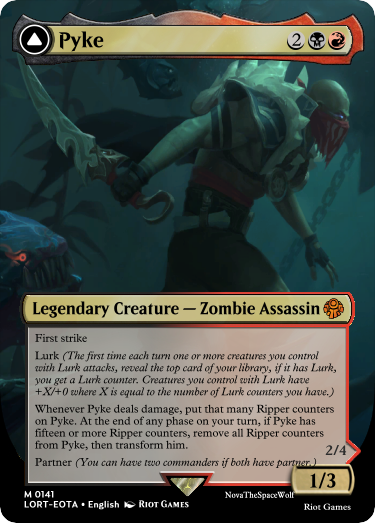 Pyke 2
Legendary Creature — Zombie Assassin
First strike
Lurk (The first time each turn one or more creatures you control
with Lurk attacks, reveal the top card of your library, if it has Lurk,
you get a Lurk counter. Creatures you control with Lurk have
+X/+0 where X is equal to the number of Lurk counters you have.)
Whenever Pyke deals damage, put that many Ripper counters
on Pyke. At the end of any phase on your turn, if Pyke has
fifteen or more Ripper counters, remove all Ripper counters
from Pyke, then transform him.
2/4
Partner (You can have two commanders if both have partner.)
1/3
M 0141
LORT-EOTA • English Riot Games
NovaTheSpaceWolf
Riot Games